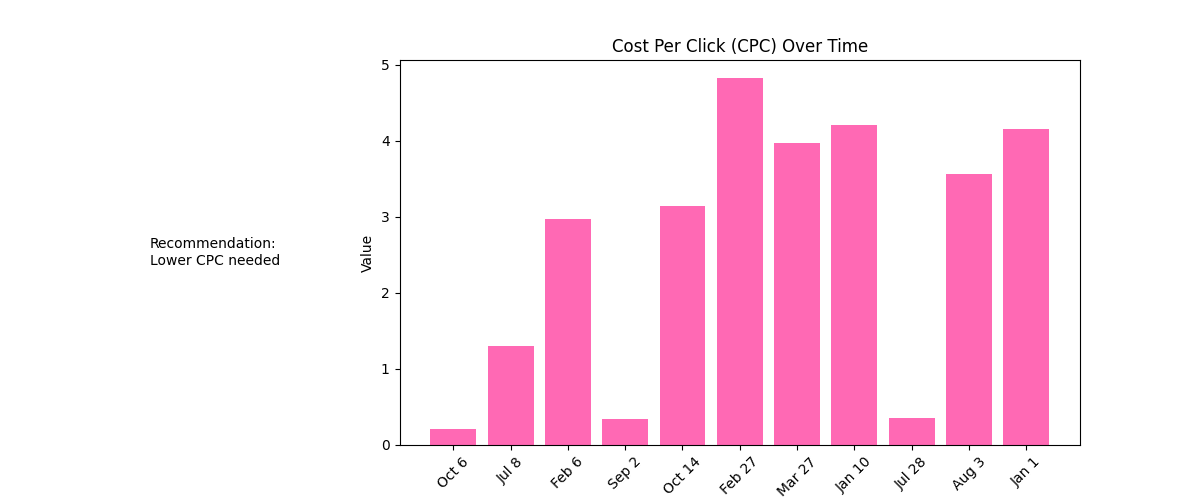 Cost Per Click (CPC) Over Time
Recommendation:
Lower CPC needed
Value
5
4
3
2
1
0
Oct 6
Jul 8
Feb 6
Sep 2
Oct 14
Feb 27
Mar 27
Jan 10
Jul 28
Aug 3
Jan 1